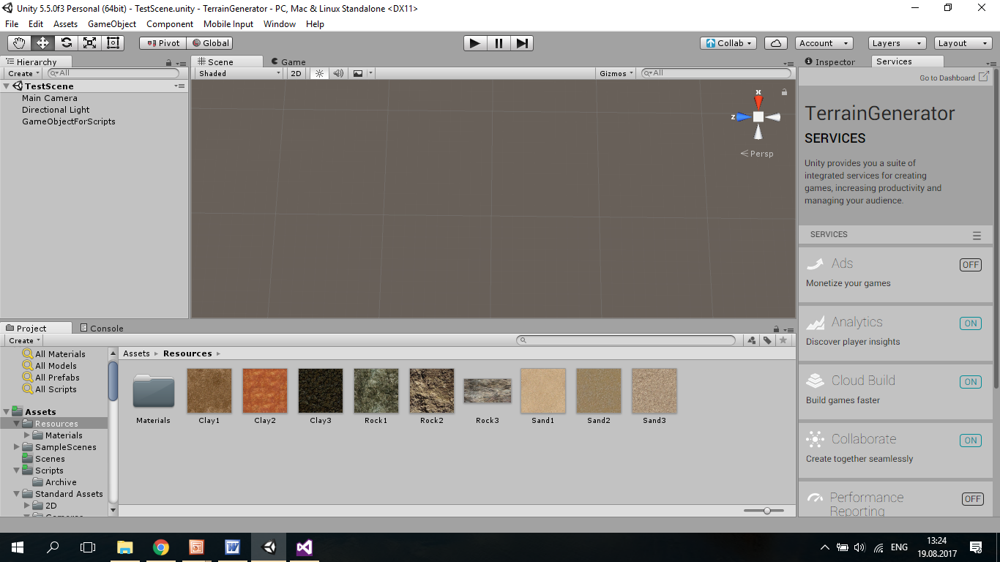 Unity 5.5.0f3 Personal (64bit) - TestScene.unity - TerrainGenerator - PC, Mac & Linux Standalone <DX11>
File Edit Assets GameObject Component Mobile Input Window Help
Pivot Global Collab Account Layers Layout
Hierarchy
Create All
TestScene
Main Camera
Directional Light
GameObjectForScripts
Scene Game
Shaded 2D Gizmos All
x
z
Persp
Inspector Services
Go to Dashboard
TerrainGenerator
SERVICES
Unity provides you a suite of
integrated services for creating
games, increasing productivity and
managing your audience.
SERVICES
Ads OFF
Monetize your games
Analytics ON
Discover player insights
Cloud Build ON
Build games faster
Collaborate ON
Create together seamlessly
Performance OFF
Reporting
Project Console
Create
All Materials
All Models
All Prefabs
All Scripts
Assets
Resources
Materials
SampleScenes
Scenes
Scripts
Archive
Standard Assets
2D
Cameras
Assets Resources
Materials Clay1 Clay2 Clay3 Rock1 Rock2 Rock3 Sand1 Sand2 Sand3
ENG
13:24
19.08.2017